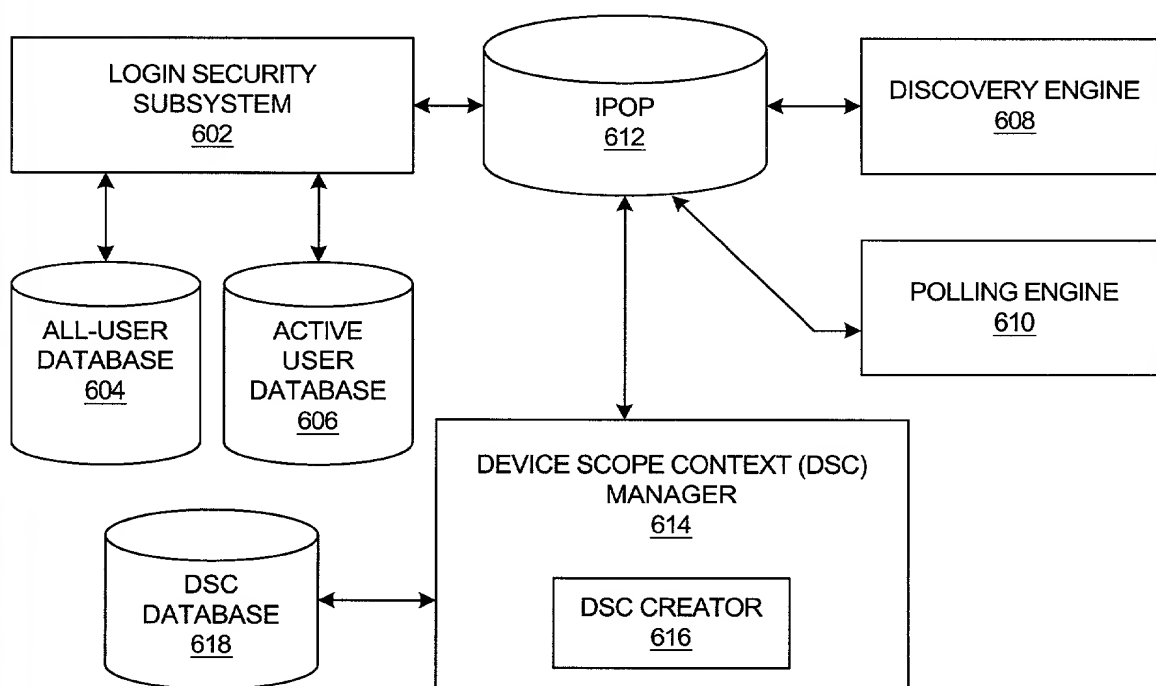 LOGIN SECURITY
SUBSYSTEM
602
IPOP
612
DISCOVERY ENGINE
608
POLLING ENGINE
610
ALL-USER
DATABASE
604
ACTIVE
USER
DATABASE
606
DEVICE SCOPE CONTEXT (DSC)
MANAGER
614
DSC CREATOR
616
DSC
DATABASE
618